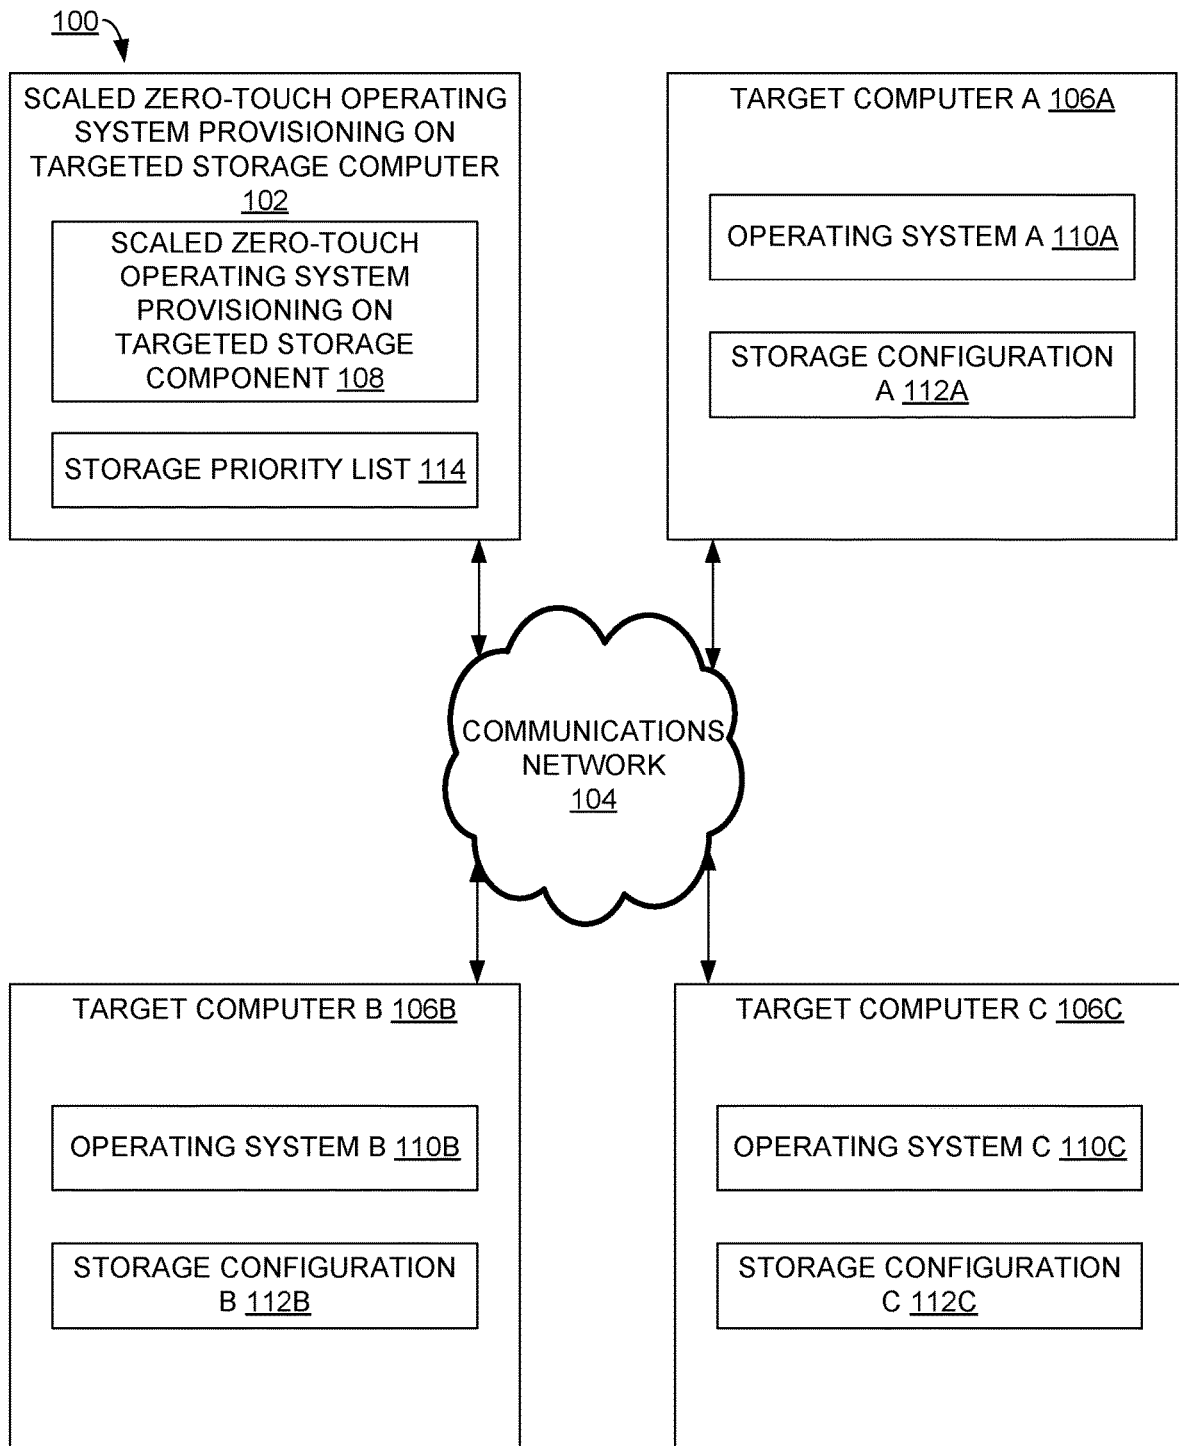 100
SCALED ZERO-TOUCH OPERATING
SYSTEM PROVISIONING ON
TARGETED STORAGE COMPUTER
102
SCALED ZERO-TOUCH
OPERATING SYSTEM
PROVISIONING ON
TARGETED STORAGE
COMPONENT 108
STORAGE PRIORITY LIST 114
TARGET COMPUTER A 106A
OPERATING SYSTEM A 110A
STORAGE CONFIGURATION
A 112A
COMMUNICATIONS
NETWORK
104
TARGET COMPUTER B 106B
OPERATING SYSTEM B 110B
STORAGE CONFIGURATION
B 112B
TARGET COMPUTER C 106C
OPERATING SYSTEM C 110C
STORAGE CONFIGURATION
C 112C